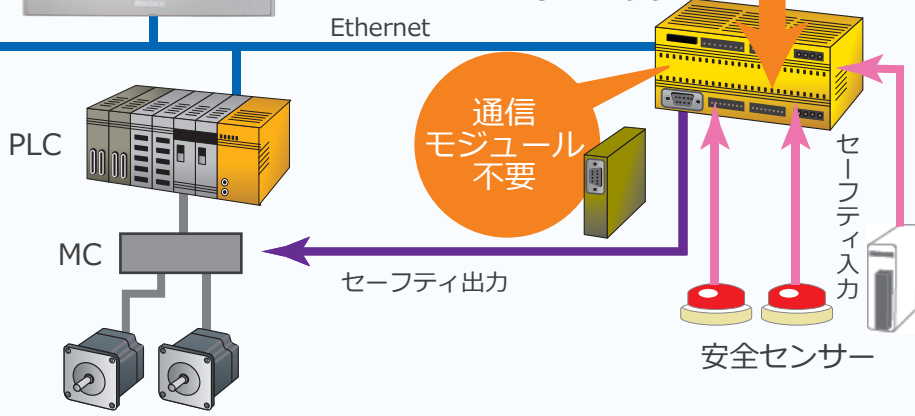 Ethernet
通信
モジュール
不要
PLC
セーフティ入力
MC
セーフティ出力
安全センサー